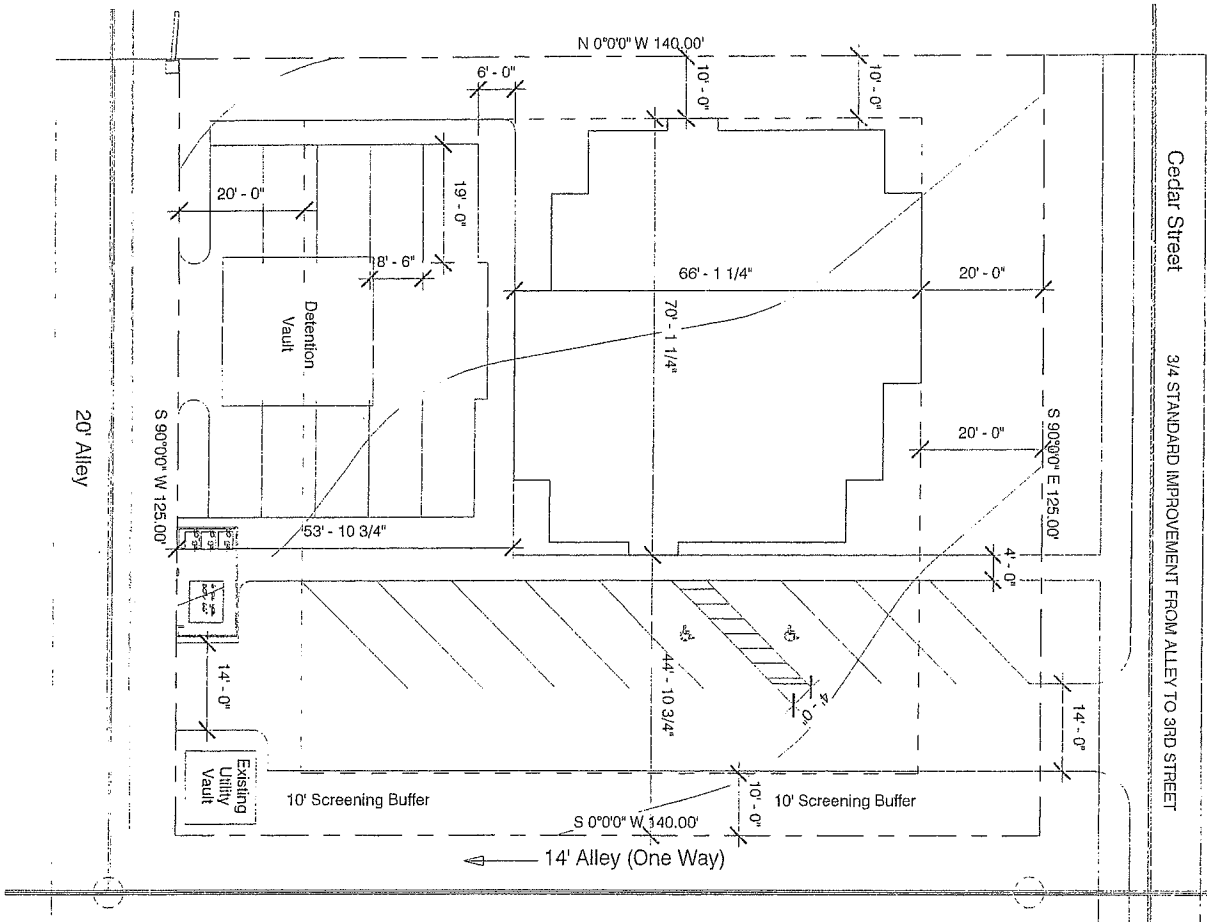 N 0°0'0" W 140.00'
6' - 0"
10' - 0"
10' - 0"
Cedar Street
3/4 STANDARD IMPROVEMENT FROM ALLEY TO 3RD STREET
19' - 0"
20' - 0"
8' - 6"
66' - 1 1/4"
20' - 0"
Detention
Vault
70' - 1 1/4"
20' Alley
S 90°0'0" W 125.00'
S 90°0'0" E 125.00'
20' - 0"
53' - 10 3/4"
4' - 0"
14' - 0"
44' - 10 3/4"
4' - 0"
14' - 0"
Existing
Utility
Vault
10' Screening Buffer
10' - 0"
10' Screening Buffer
S 0°0'0" W 140.00'
14' Alley (One Way)